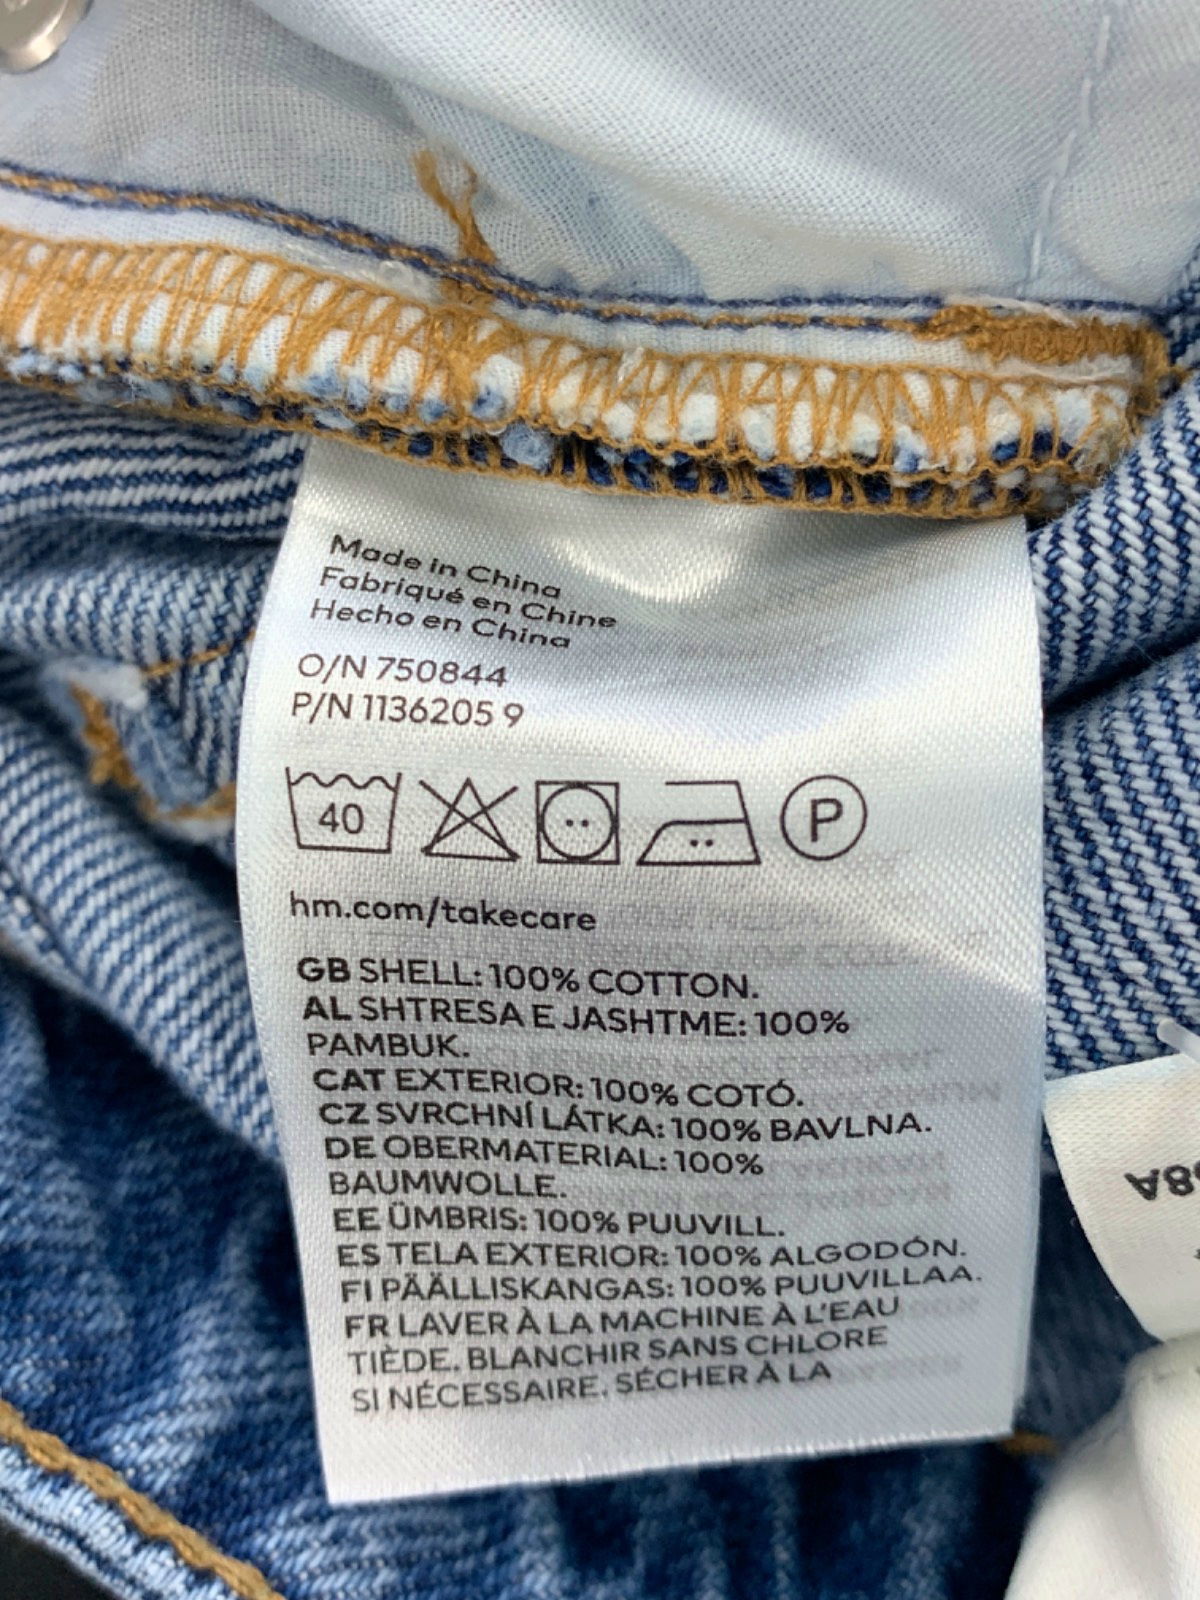 Made in China
Fabriqué en Chine
Hecho en China
O/N 750844
P/N 1136205 9
40
P
hm.com/takecare
GB SHELL: 100% COTTON.
AL SHTRESA E JASHTME: 100%
PAMBUK.
CAT EXTERIOR: 100% COTÓ.
CZ SVRCHNÍ LÁTKA: 100% BAVLNA.
DE OBERMATERIAL: 100%
BAUMWOLLE.
EE ÜMBRIS: 100% PUUVILL.
ES TELA EXTERIOR: 100% ALGODÓN.
FI PÄÄLLISKANGAS: 100% PUUVILLAA.
FR LAVER À LA MACHINE À L'EAU
TIÈDE. BLANCHIR SANS CHLORE
SI NÉCESSAIRE. SÉCHER À LA